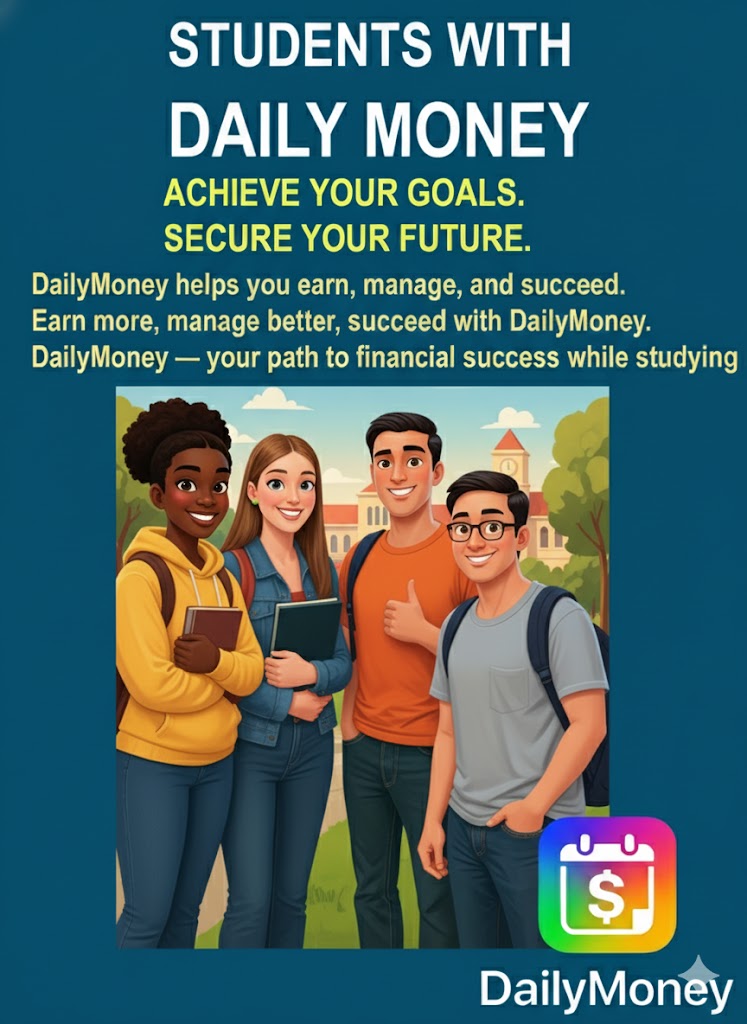 STUDENTS WITH
DAILY MONEY
ACHIEVE YOUR GOALS.
SECURE YOUR FUTURE.
DailyMoney helps you earn, manage, and succeed.
Earn more, manage better, succeed with DailyMoney.
DailyMoney — your path to financial success while studying
$
DailyMoney